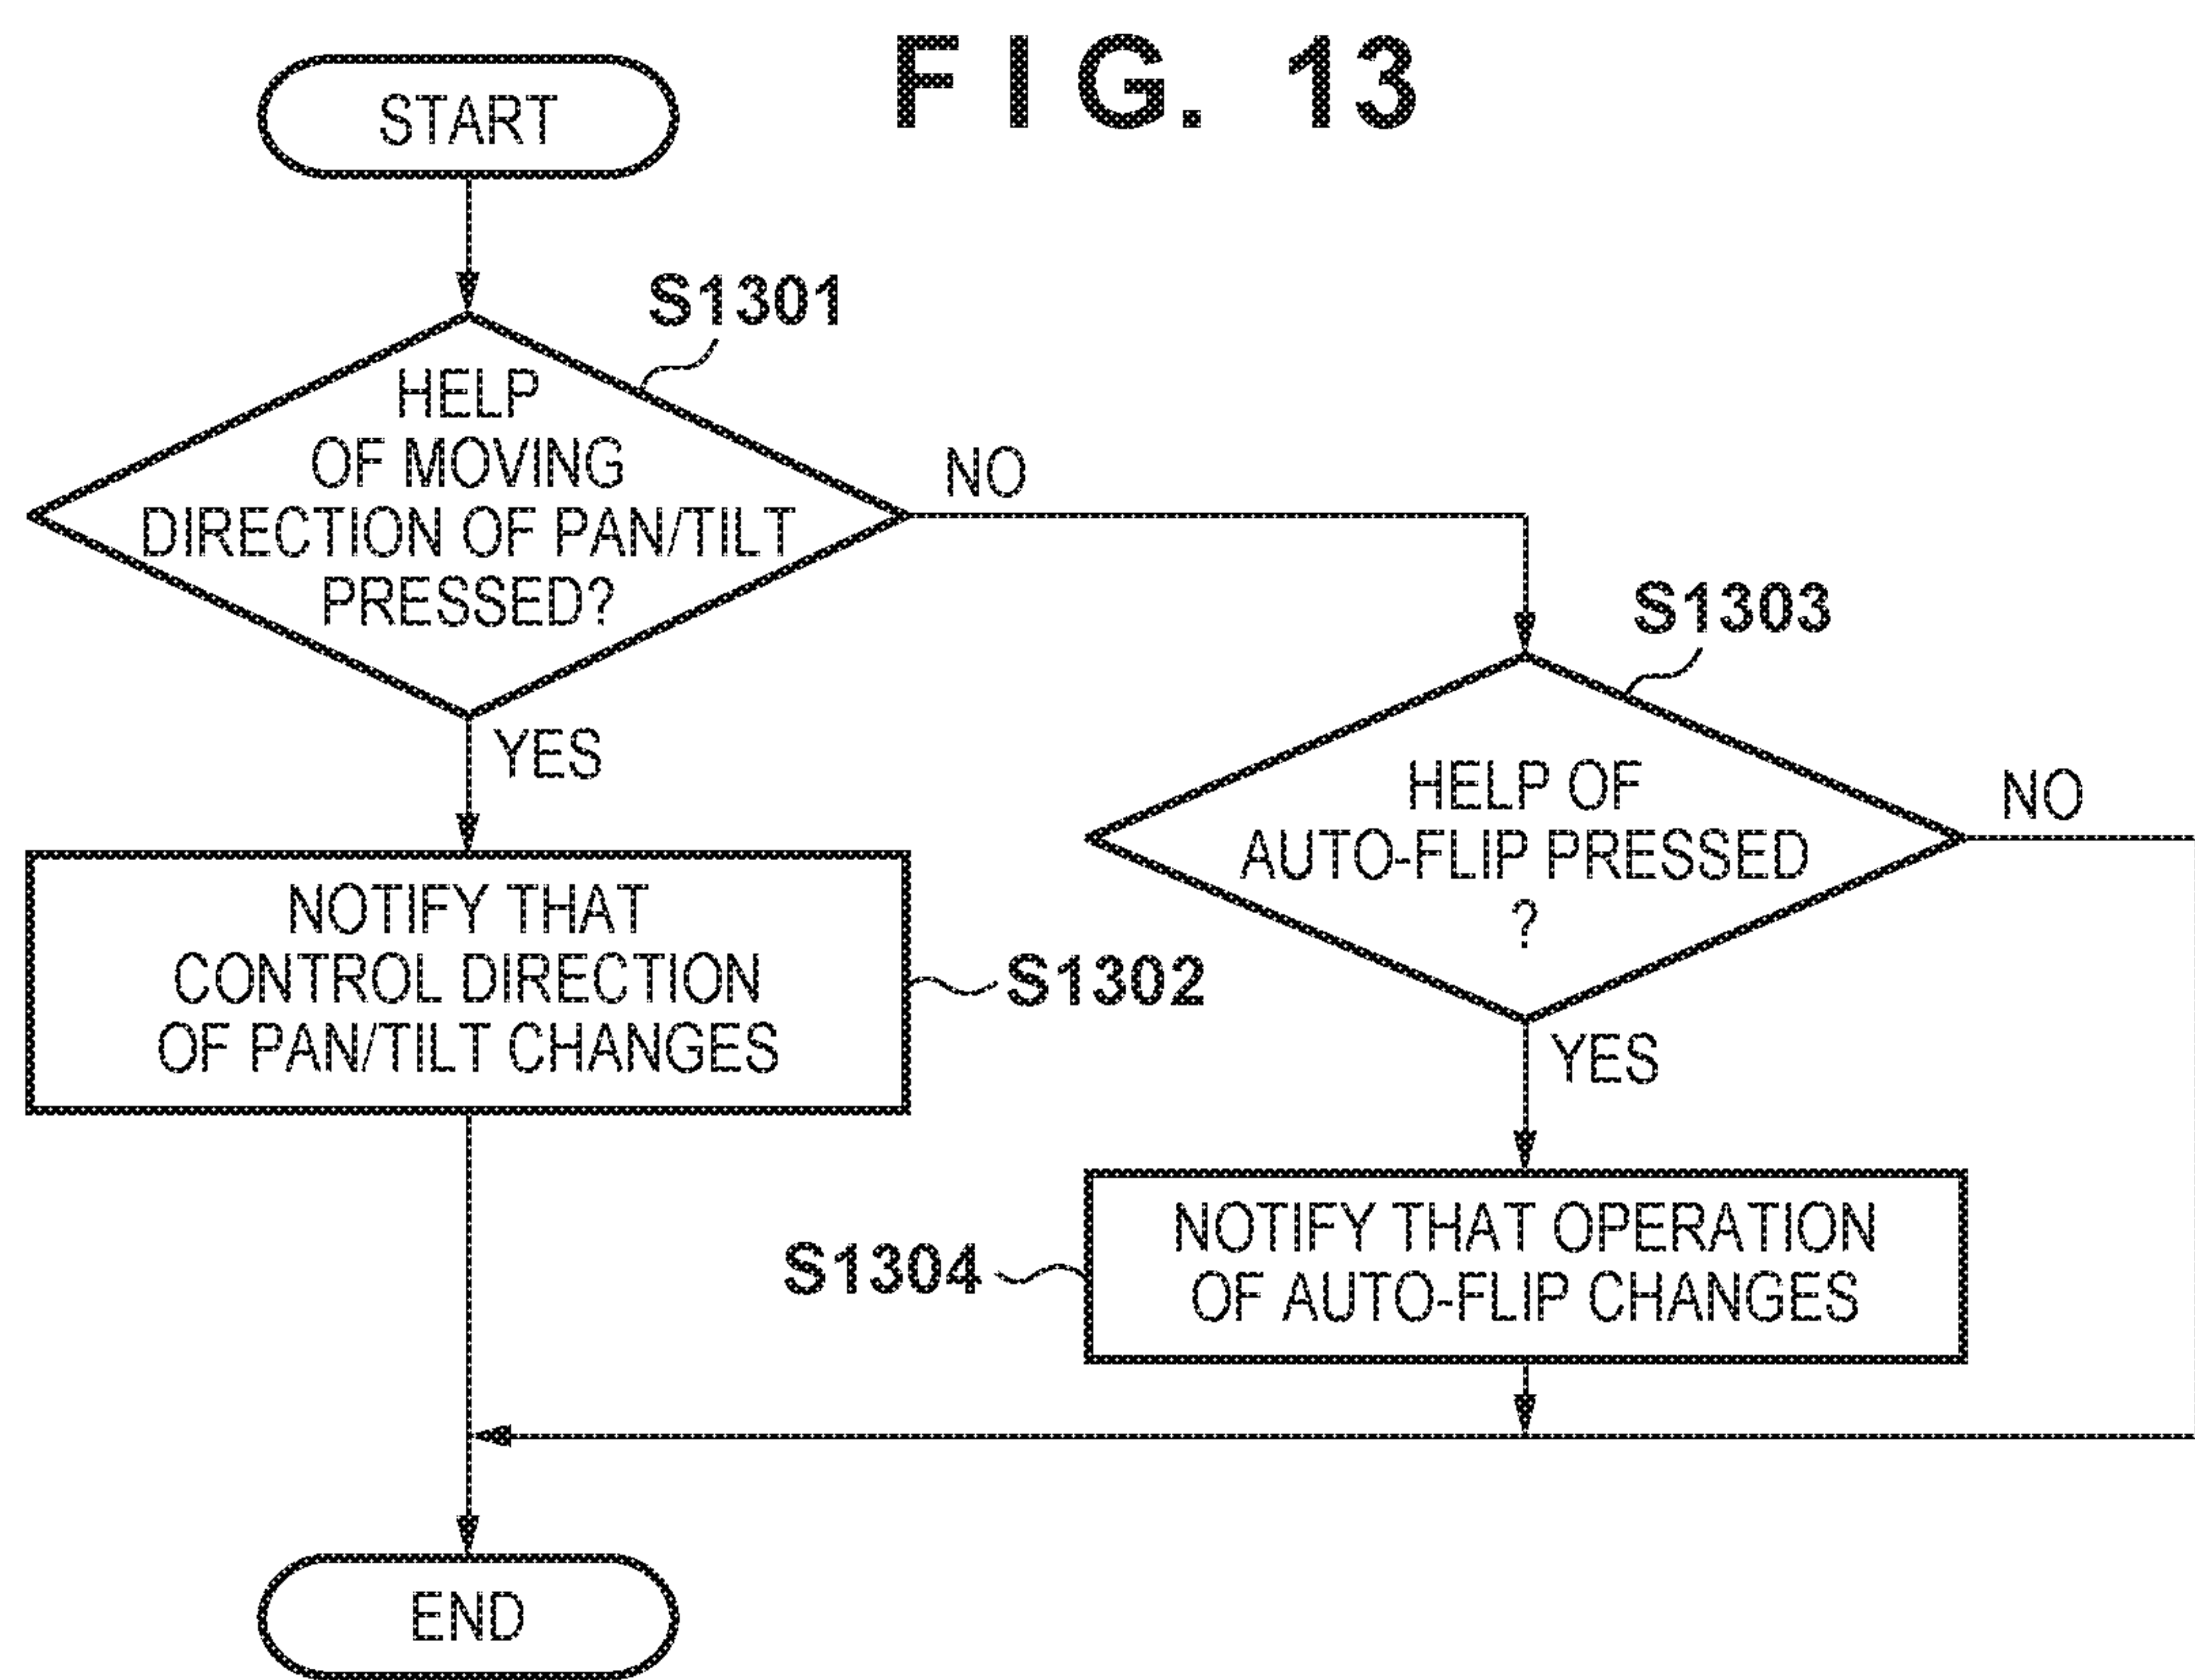 FIG. 13
START
S1301
HELP
OF MOVING
DIRECTION OF PAN/TILT
PRESSED?
NO
YES
S1303
HELP OF
AUTO-FLIP PRESSED
?
NO
YES
NOTIFY THAT
CONTROL DIRECTION
OF PAN/TILT CHANGES
S1302
NOTIFY THAT OPERATION
OF AUTO-FLIP CHANGES
S1304
END